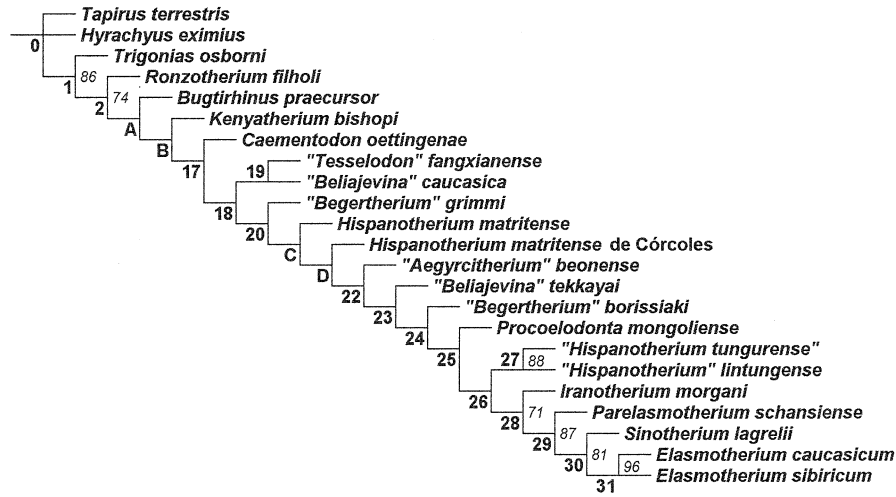 Tapirus terrestris
Hyrachyus eximius
0
Trigonias osborni
86
1
Ronzotherium filholi
74
2
Bugtirhinus praecursor
A
Kenyatherium bishopi
B
Caementodon oettingenae
17
"Tesselodon" fangxianense
19
"Beliajevina" caucasica
18
"Begertherium" grimmi
20
Hispanotherium matritense
C
Hispanotherium matritense de Córcoles
D
"Aegyrcitherium" beonense
22
"Beliajevina" tekkayai
23
"Begertherium" borissiaki
24
Procoelodonta mongoliense
25
"Hispanotherium tungurense"
27
88
"Hispanotherium" lintungense
26
Iranotherium morgani
28
71
Parelasmotherium schansiense
29
87
Sinotherium lagrelii
30
81
Elasmotherium caucasicum
96
Elasmotherium sibiricum
31